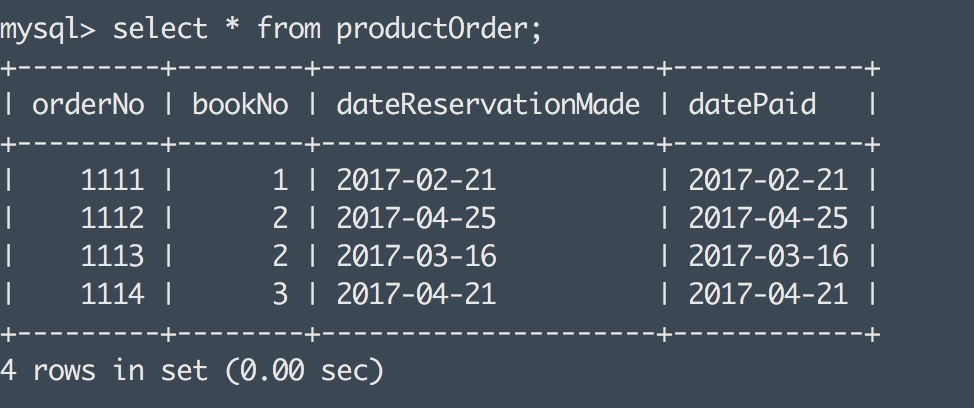 mysql> select * from productOrder;
+---------+--------+---------------------+------------+
| orderNo | bookNo | dateReservationMade | datePaid   |
+---------+--------+---------------------+------------+
|    1111 |      1 | 2017-02-21          | 2017-02-21 |
|    1112 |      2 | 2017-04-25          | 2017-04-25 |
|    1113 |      2 | 2017-03-16          | 2017-03-16 |
|    1114 |      3 | 2017-04-21          | 2017-04-21 |
+---------+--------+---------------------+------------+
4 rows in set (0.00 sec)